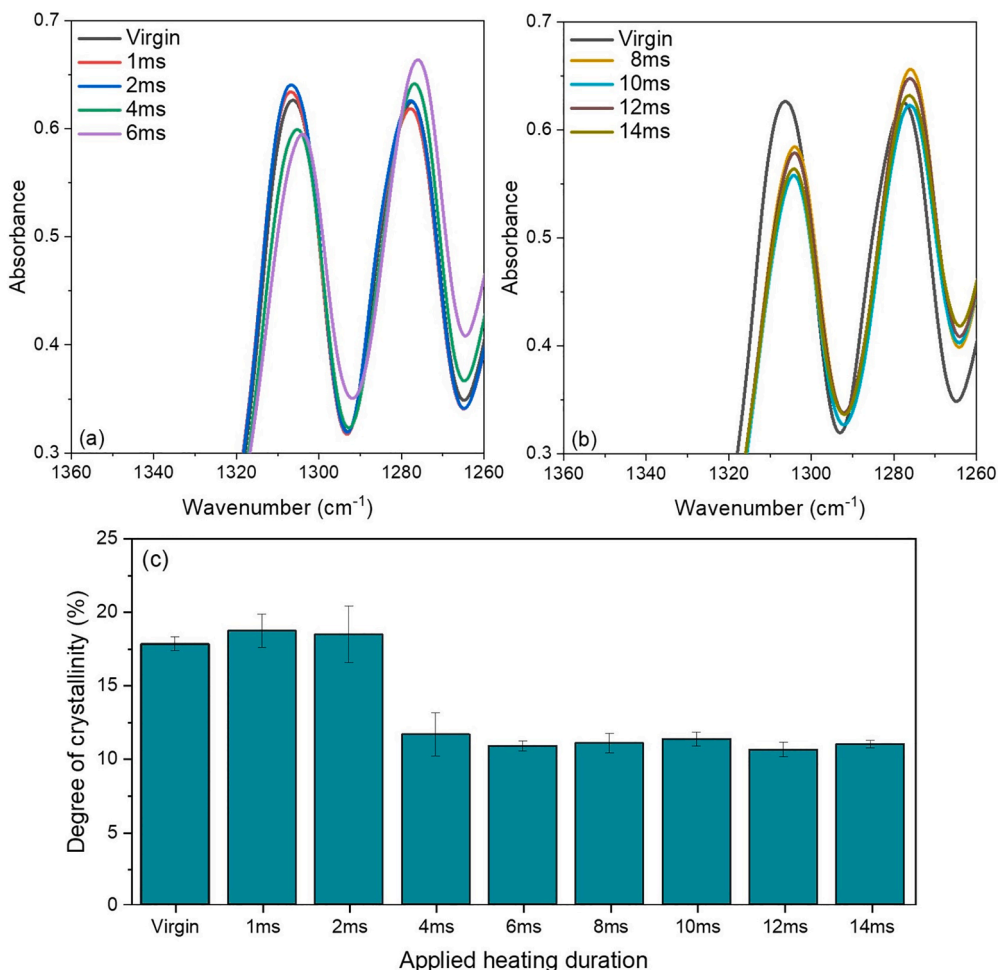 0.7
0.6
0.5
0.4
0.3
Absorbance
Virgin
1ms
2ms
4ms
6ms
(a)
1360
1340
1320
1300
1280
1260
Wavenumber (cm⁻¹)
0.7
0.6
0.5
0.4
0.3
Absorbance
Virgin
8ms
10ms
12ms
14ms
(b)
1360
1340
1320
1300
1280
1260
Wavenumber (cm⁻¹)
(c)
25
20
15
10
5
0
Degree of crystallinity (%)
Virgin
1ms
2ms
4ms
6ms
8ms
10ms
12ms
14ms
Applied heating duration